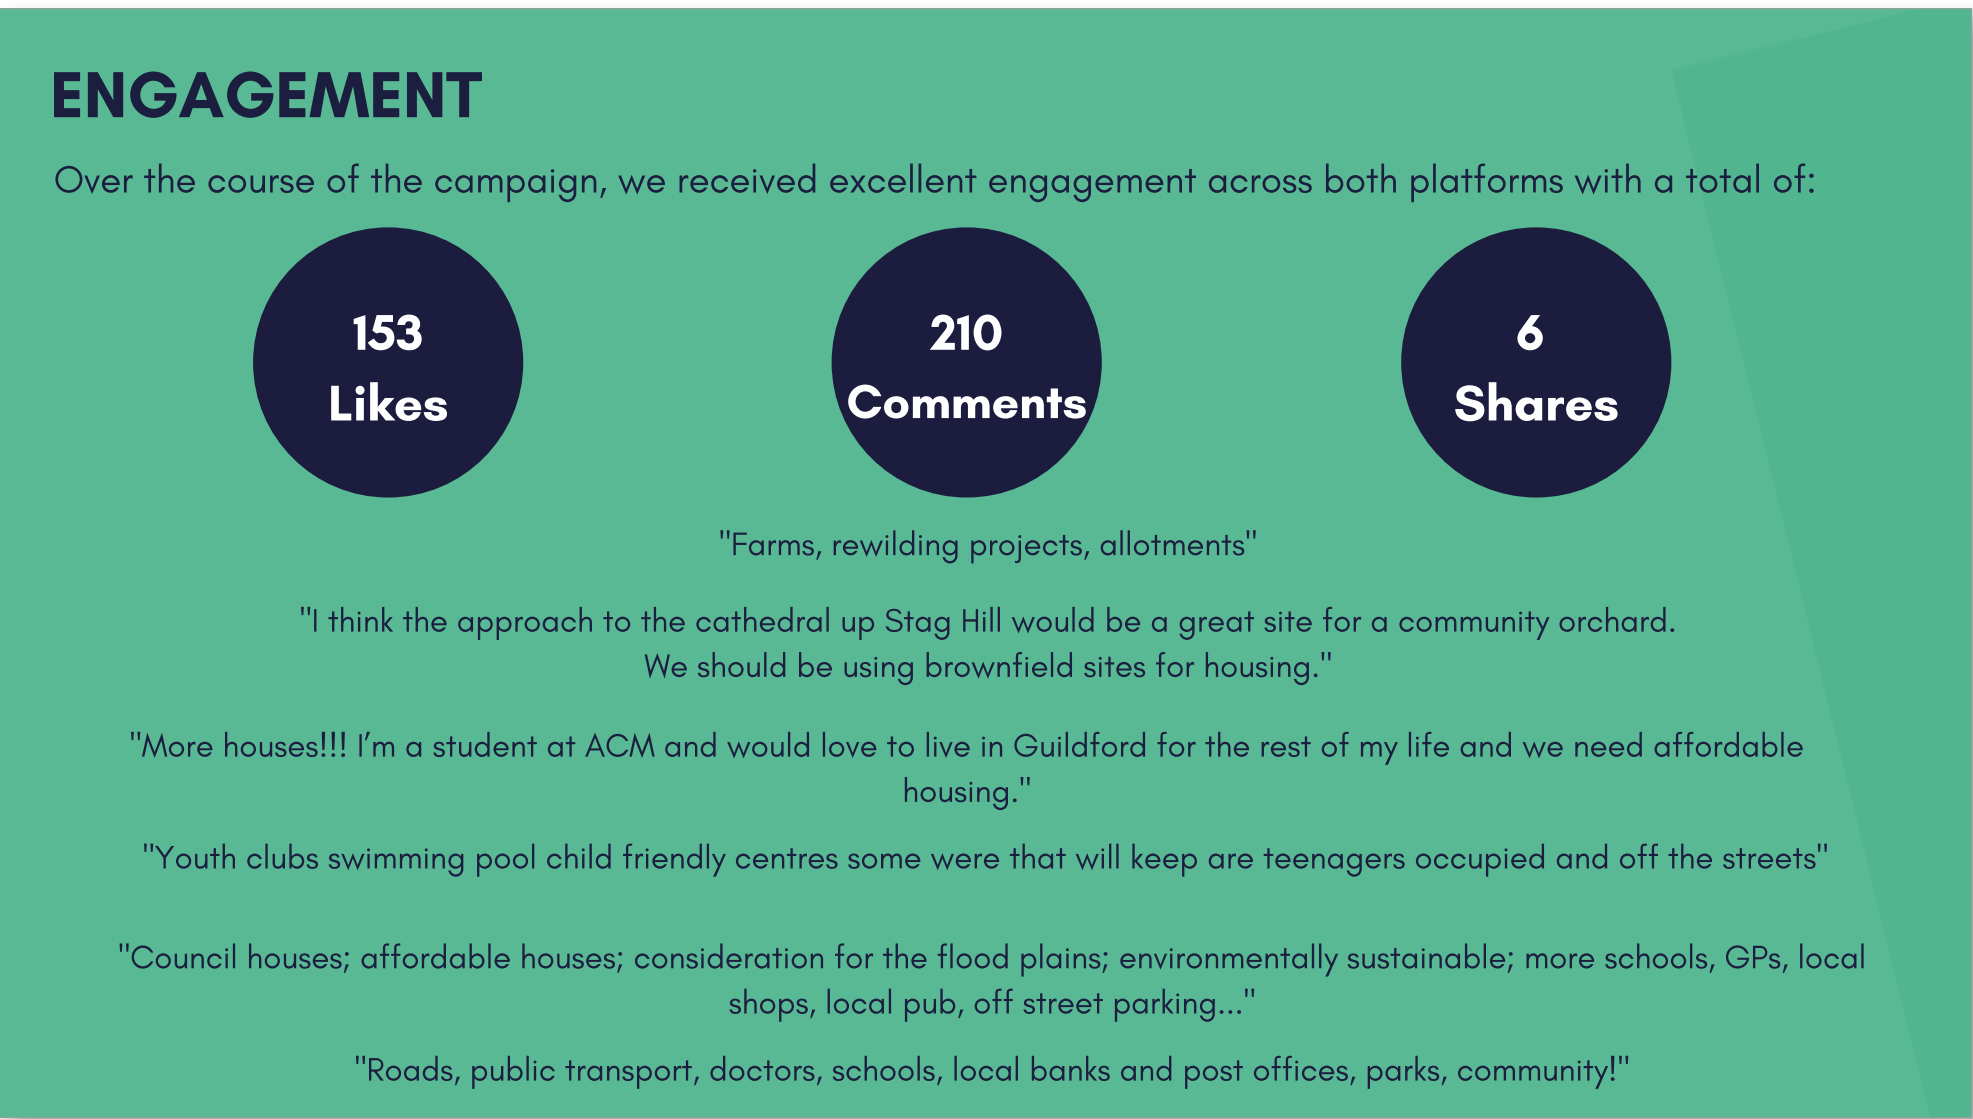 ENGAGEMENT
Over the course of the campaign, we received excellent engagement across both platforms with a total of:
153
Likes
210
Comments
6
Shares
"Farms, rewilding projects, allotments"
"I think the approach to the cathedral up Stag Hill would be a great site for a community orchard.
We should be using brownfield sites for housing."
"More houses!!! I’m a student at ACM and would love to live in Guildford for the rest of my life and we need affordable
housing."
"Youth clubs swimming pool child friendly centres some were that will keep are teenagers occupied and off the streets"
"Council houses; affordable houses; consideration for the flood plains; environmentally sustainable; more schools, GPs, local
shops, local pub, off street parking..."
"Roads, public transport, doctors, schools, local banks and post offices, parks, community!"